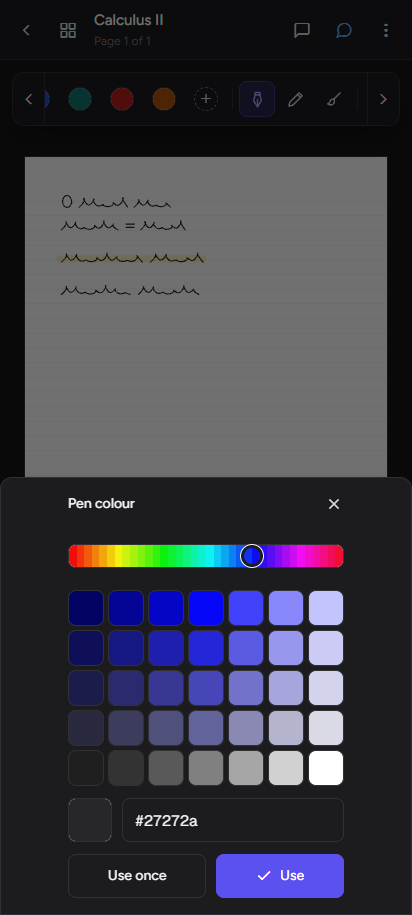 Calculus II
Page 1 of 1
Pen colour
#27272a
Use once
Use